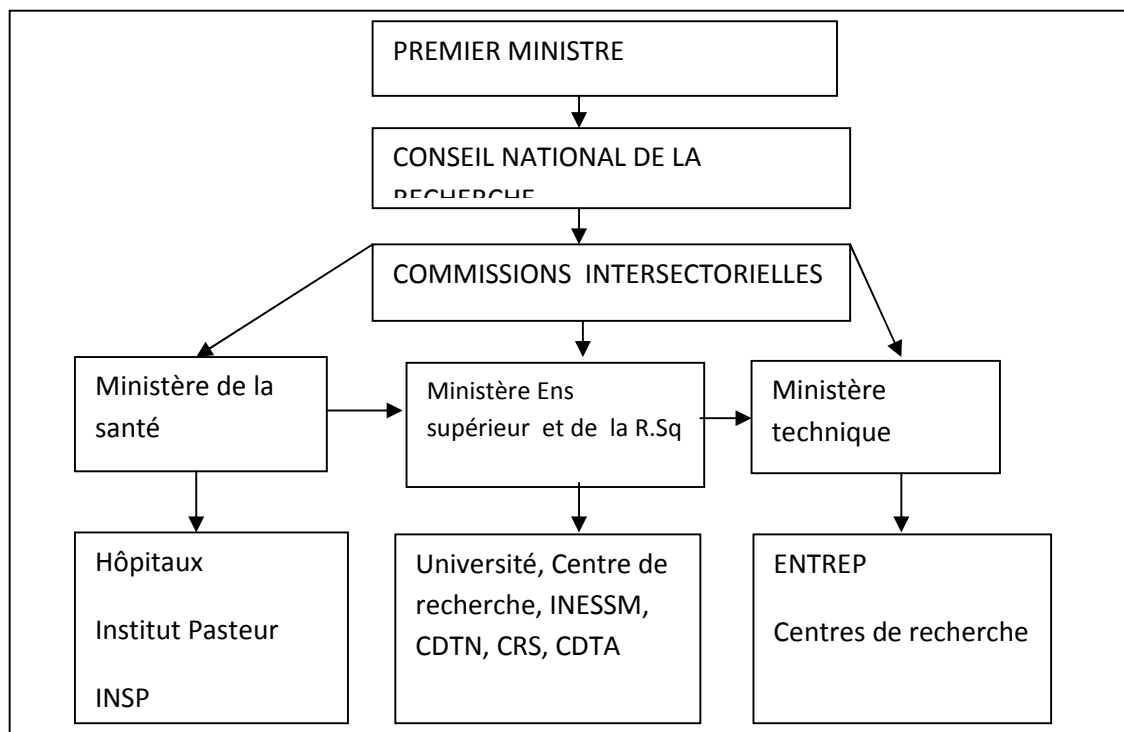 PREMIER MINISTRE
CONSEIL NATIONAL DE LA
RECHERCHE
COMMISSIONS INTERSECTORIELLES
Ministère de la
santé
Ministère Ens
supérieur et de la R.Sq
Ministère
technique
Hôpitaux
Institut Pasteur
INSP
Université, Centre de
recherche, INESSM,
CDTN, CRS, CDTA
ENTREP
Centres de recherche